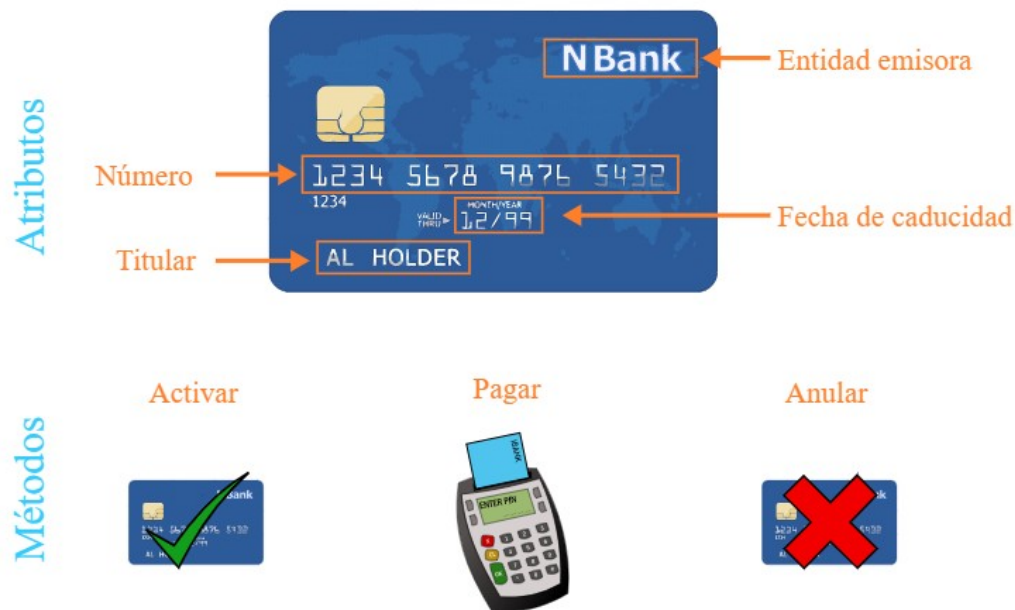 Atributos
NBank
Entidad emisora
Número
1234 5678 9876 5432
1234
MONTH/YEAR
VALID THRU
12/99
Fecha de caducidad
Titular
AL HOLDER
Métodos
Activar
Pagar
Anular
NBank
ENTER PIN